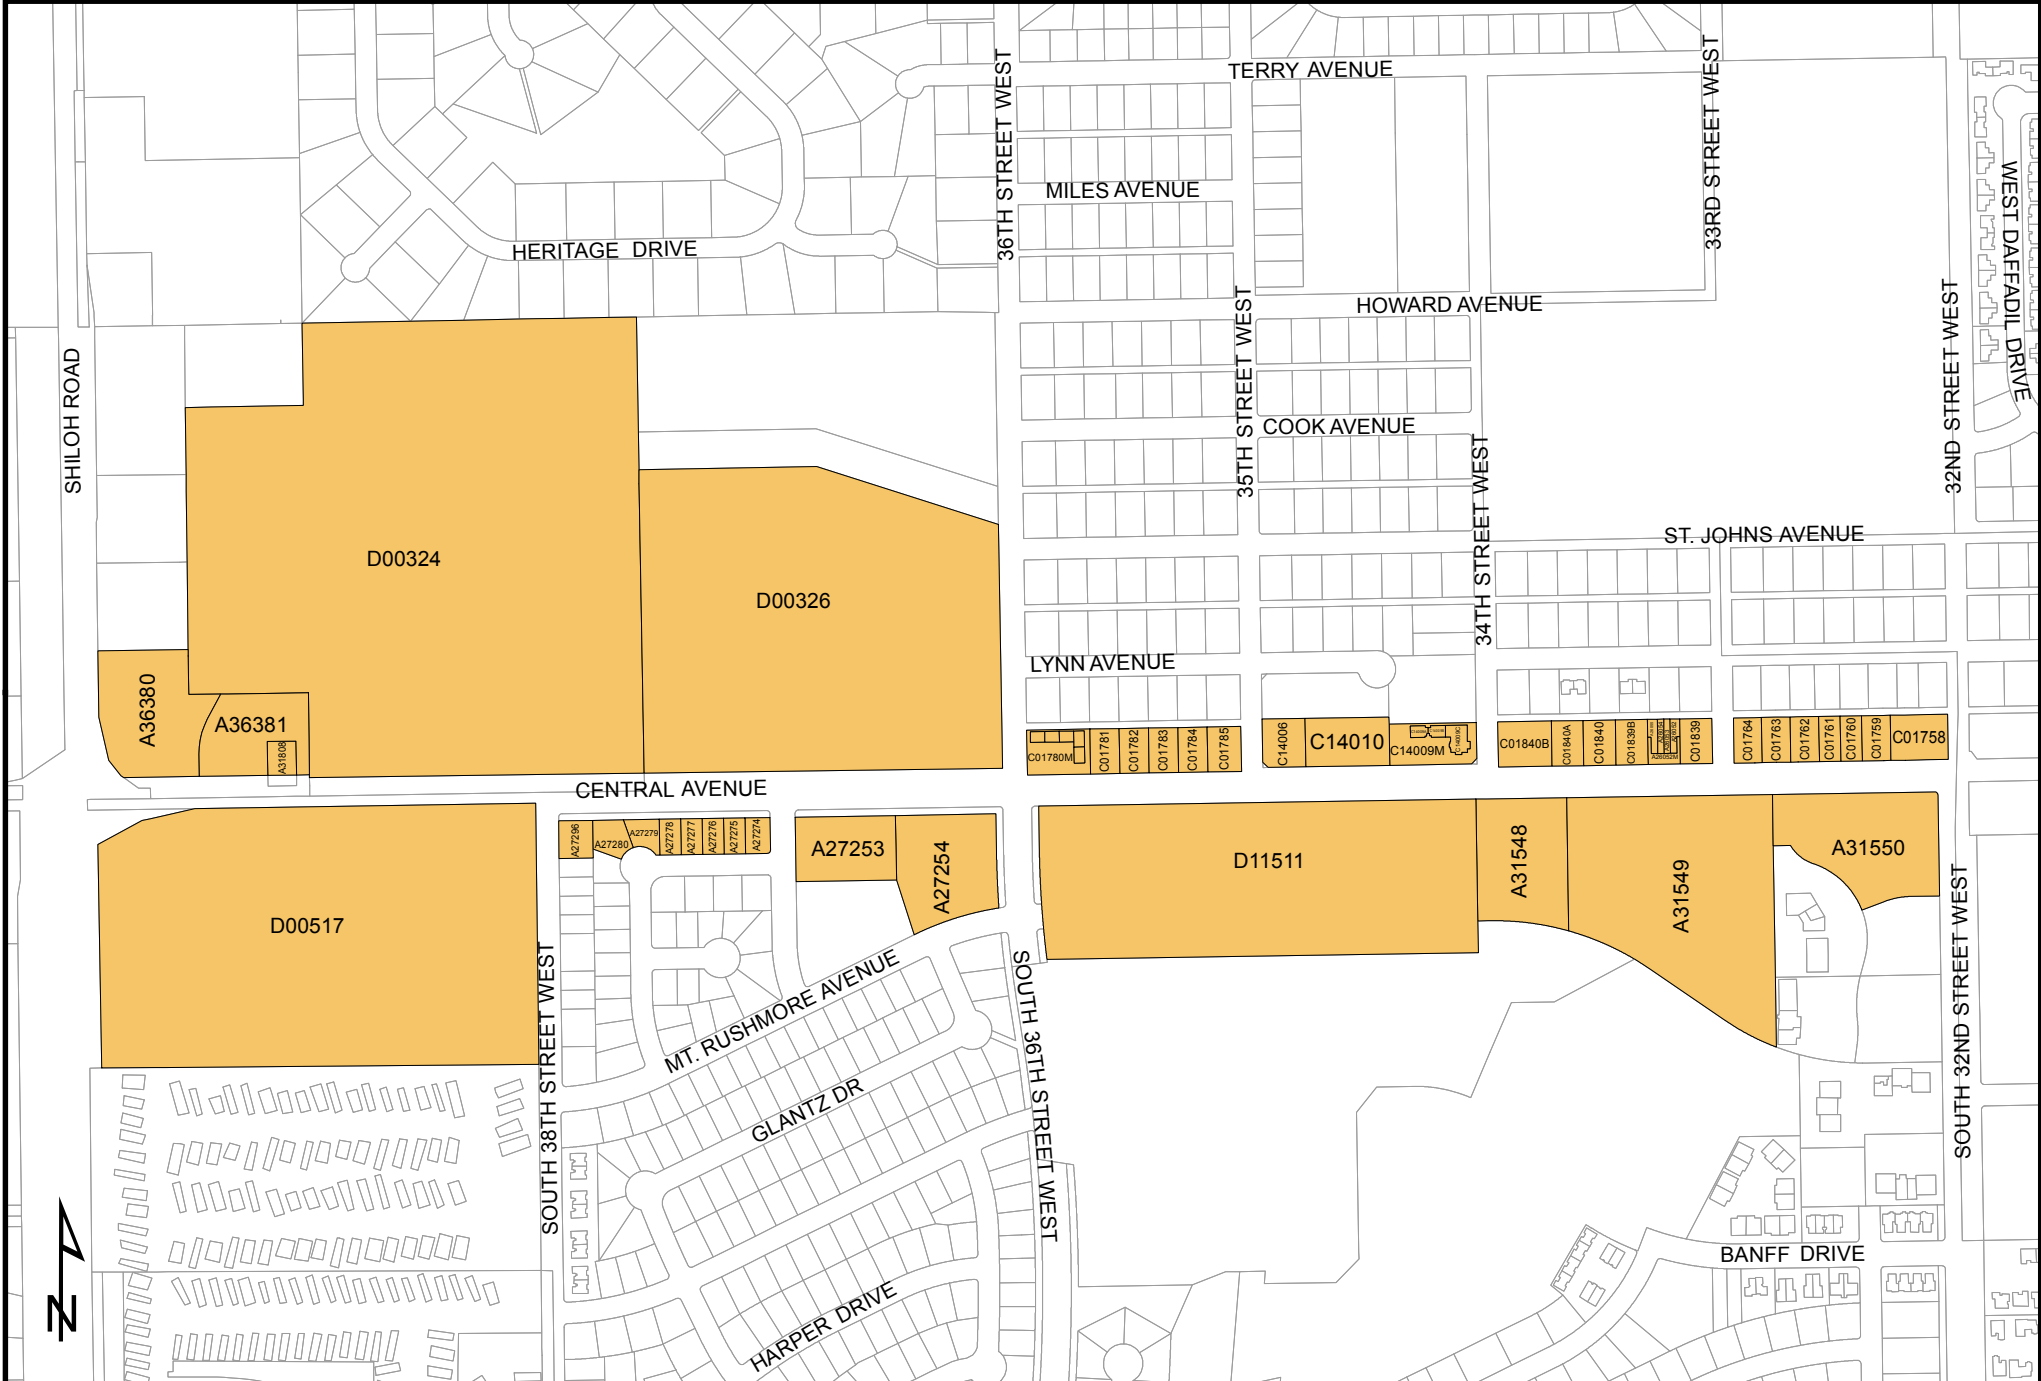 TERRY AVENUE
36TH STREET WEST
33RD STREET WEST
MILES AVENUE
WEST DAFFADIL DRIVE
HERITAGE DRIVE
HOWARD AVENUE
35TH STREET WEST
32ND STREET WEST
SHILOH ROAD
COOK AVENUE
34TH STREET WEST
ST. JOHNS AVENUE
D00324
D00326
LYNN AVENUE
A36380
A36381
A31808
C01780M
C01781
C01782
C01783
C01784
C01785
C14006
C14010
C14009M
C01840B
C01840A
C01840
C01839B
A26052M
C01839
C01764
C01763
C01762
C01761
C01760
C01759
C01758
CENTRAL AVENUE
A27296
A27280
A27279
A27278
A27277
A27276
A27275
A27274
A27253
A27254
D11511
A31548
A31549
A31550
D00517
SOUTH 38TH STREET WEST
MT. RUSHMORE AVENUE
SOUTH 36TH STREET WEST
SOUTH 32ND STREET WEST
GLANTZ DR
BANFF DRIVE
HARPER DRIVE
N